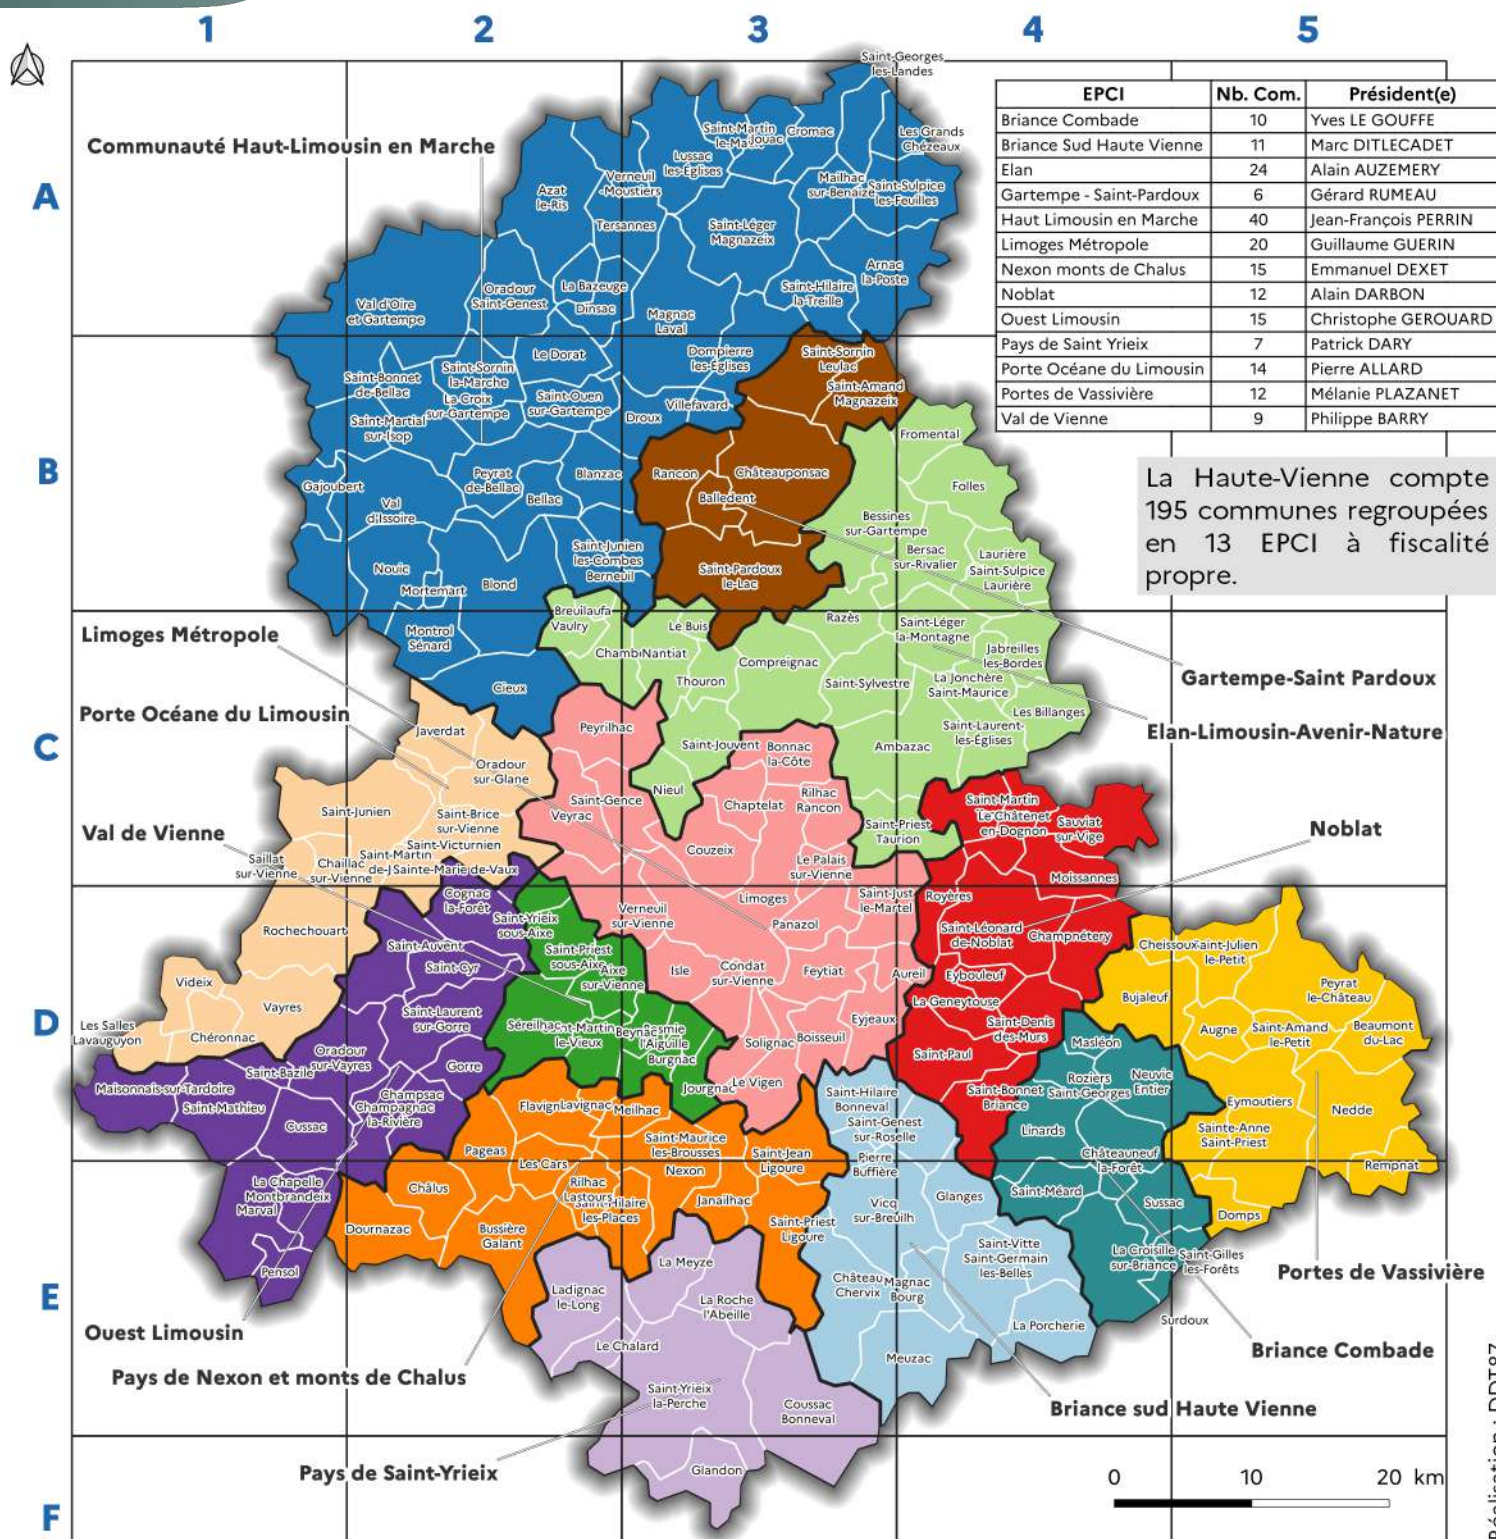 1 2 3 4 5
A
B
C
D
E
F
EPCI Nb. Com. Président(e)
Briance Combade 10 Yves LE GOUFFE
Briance Sud Haute Vienne 11 Marc DITLECADET
Elan 24 Alain AUZEMERY
Gartempe - Saint-Pardoux 6 Gérard RUMEAU
Haut Limousin en Marche 40 Jean-François PERRIN
Limoges Métropole 20 Guillaume GUERIN
Nexon monts de Chalus 15 Emmanuel DEXET
Noblat 12 Alain DARBON
Ouest Limousin 15 Christophe GEROUARD
Pays de Saint Yrieix 7 Patrick DARY
Porte Océane du Limousin 14 Pierre ALLARD
Portes de Vassivière 12 Mélanie PLAZANET
Val de Vienne 9 Philippe BARRY
La Haute-Vienne compte
195 communes regroupées
en 13 EPCI à fiscalité
propre.
Communauté Haut-Limousin en Marche
Saint-Georges
les-Landes
Saint-Martin
Jouac
Cromac
Les Grands
Chézeaux
Lussac
les-Églises
Verneuil
-Moustiers
Azat
le-Ris
Mailhac
sur-Benaize
Saint-Sulpice
les-Feuilles
Tersannes
Saint-Léger
Magnazeix
Arnac
la-Poste
Saint-Hilaire
la-Treille
La Bazeuge
Dinsac
Oradour
Saint-Genest
Val d'Oire
et Gartempe
Magnac
Laval
Le Dorat
Dompierre
les-Églises
Saint-Sornin
la-Marche
La Croix
sur-Gartempe
Saint-Bonnet
de-Bellac
Saint-Martial
sur-Isop
Saint-Ouen
sur-Gartempe
Droux
Villefavard
Saint-Sornin
Leulac
Saint-Amand
Magnazeix
Fromental
Folles
Gajoubert
Val
d'Issoire
Peyrat
de-Bellac
Bellac
Blanzac
Rancon
Châteauponsac
Balledent
Bessines
sur-Gartempe
Bersac
sur-Rivalier
Laurière
Saint-Sulpice
Laurière
Nouic
Mortemart
Blond
Saint-Junien
les-Combes
Berneuil
Saint-Pardoux
le-Lac
Limoges Métropole
Montrol
Sénard
Breuilaufa
Vaulry
Le Buis
Nantiat
Thouron
Compreignac
Razès
Saint-Léger
la-Montagne
Jabreilles
les-Bordes
Saint-Sylvestre
La Jonchère
Saint-Maurice
Les Billanges
Gartempe-Saint Pardoux
Elan-Limousin-Avenir-Nature
Porte Océane du Limousin
Cieux
Javerdat
Peyrilhac
Saint-Jouvent
Bonnac
la-Côte
Ambazac
Saint-Laurent
les-Églises
Oradour
sur-Glane
Nieul
Saint-Gence
Veyrac
Chaptelat
Rilhac
Rancon
Saint-Martin
Le Châtenet
en-Dognon
Sauviat
sur-Vige
Noblat
Val de Vienne
Saint-Junien
Saint-Brice
sur-Vienne
Saint-Victurnien
Saint-Martin
Sainte-Marie-de-Vaux
Saillat
sur-Vienne
Chaillac
sur-Vienne
Couzeix
Le Palais
sur-Vienne
Saint-Priest
Taurion
Moissannes
Cognac
la-Forêt
Saint-Yrieix
sous-Aixe
Verneuil
sur-Vienne
Limoges
Panazol
Saint-Just
le-Martel
Royères
Saint-Léonard
de-Noblat
Champnétery
Cheissoux
le-Petit
Rochechouart
Saint-Auvent
Saint-Cyr
Saint-Priest
sous-Aixe
Aixe
sur-Vienne
Isle
Condat
sur-Vienne
Feytiat
Aureil
Eybouleuf
Bujaleuf
Peyrat
le-Château
Videix
Vayres
Saint-Laurent
sur-Gorre
Séreilhac
le-Vieux
l'Aiguille
Burgnac
Solignac
Boisseuil
Eyjeaux
La Geneytouse
Saint-Denis
des-Murs
Augne
Saint-Amand
le-Petit
Beaumont
du-Lac
Les Salles
Lavauguyon
Chéronnac
Oradour
sur-Vayres
Saint-Bazile
Gorre
Saint-Paul
Masléon
Maisonnais-sur-Tardoire
Saint-Mathieu
Cussac
Champsac
Champagnac
la-Rivière
Jourgnac
Le Vigen
Flavignac
Lavignac
Meilhac
Saint-Hilaire
Bonneval
Saint-Genest
sur-Roselle
Saint-Bonnet
Briance
Roziers
Saint-Georges
Neuvic
Entier
Eymoutiers
Nedde
Sainte-Anne
Saint-Priest
Rempnat
Linards
Châteauneuf
la-Forêt
Pageas
Les Cars
Saint-Maurice
les-Brousses
Nexon
Saint-Jean
Ligoure
Pierre
Buffière
La Chapelle
Montbrandeix
Marval
Châlus
Rilhac
Lastours
les-Places
Janailhac
Vicq
sur-Breuilh
Glanges
Saint-Méard
Sussac
Domps
Dournazac
Bussière
Galant
Saint-Priest
Ligoure
Pensol
La Meyze
Saint-Vitte
Saint-Germain
les-Belles
La Croisille
sur-Briance
Saint-Gilles
les-Forêts
Portes de Vassivière
Ladignac
le-Long
La Roche
l'Abeille
Château
Chervix
Magnac
Bourg
La Porcherie
Surdoux
Ouest Limousin
Le Chalard
Meuzac
Briance Combade
Pays de Nexon et monts de Chalus
Saint-Yrieix
la-Perche
Coussac
Bonneval
Briance sud Haute Vienne
Pays de Saint-Yrieix
Glandon
0 10 20 km
Réalisation : DDT87